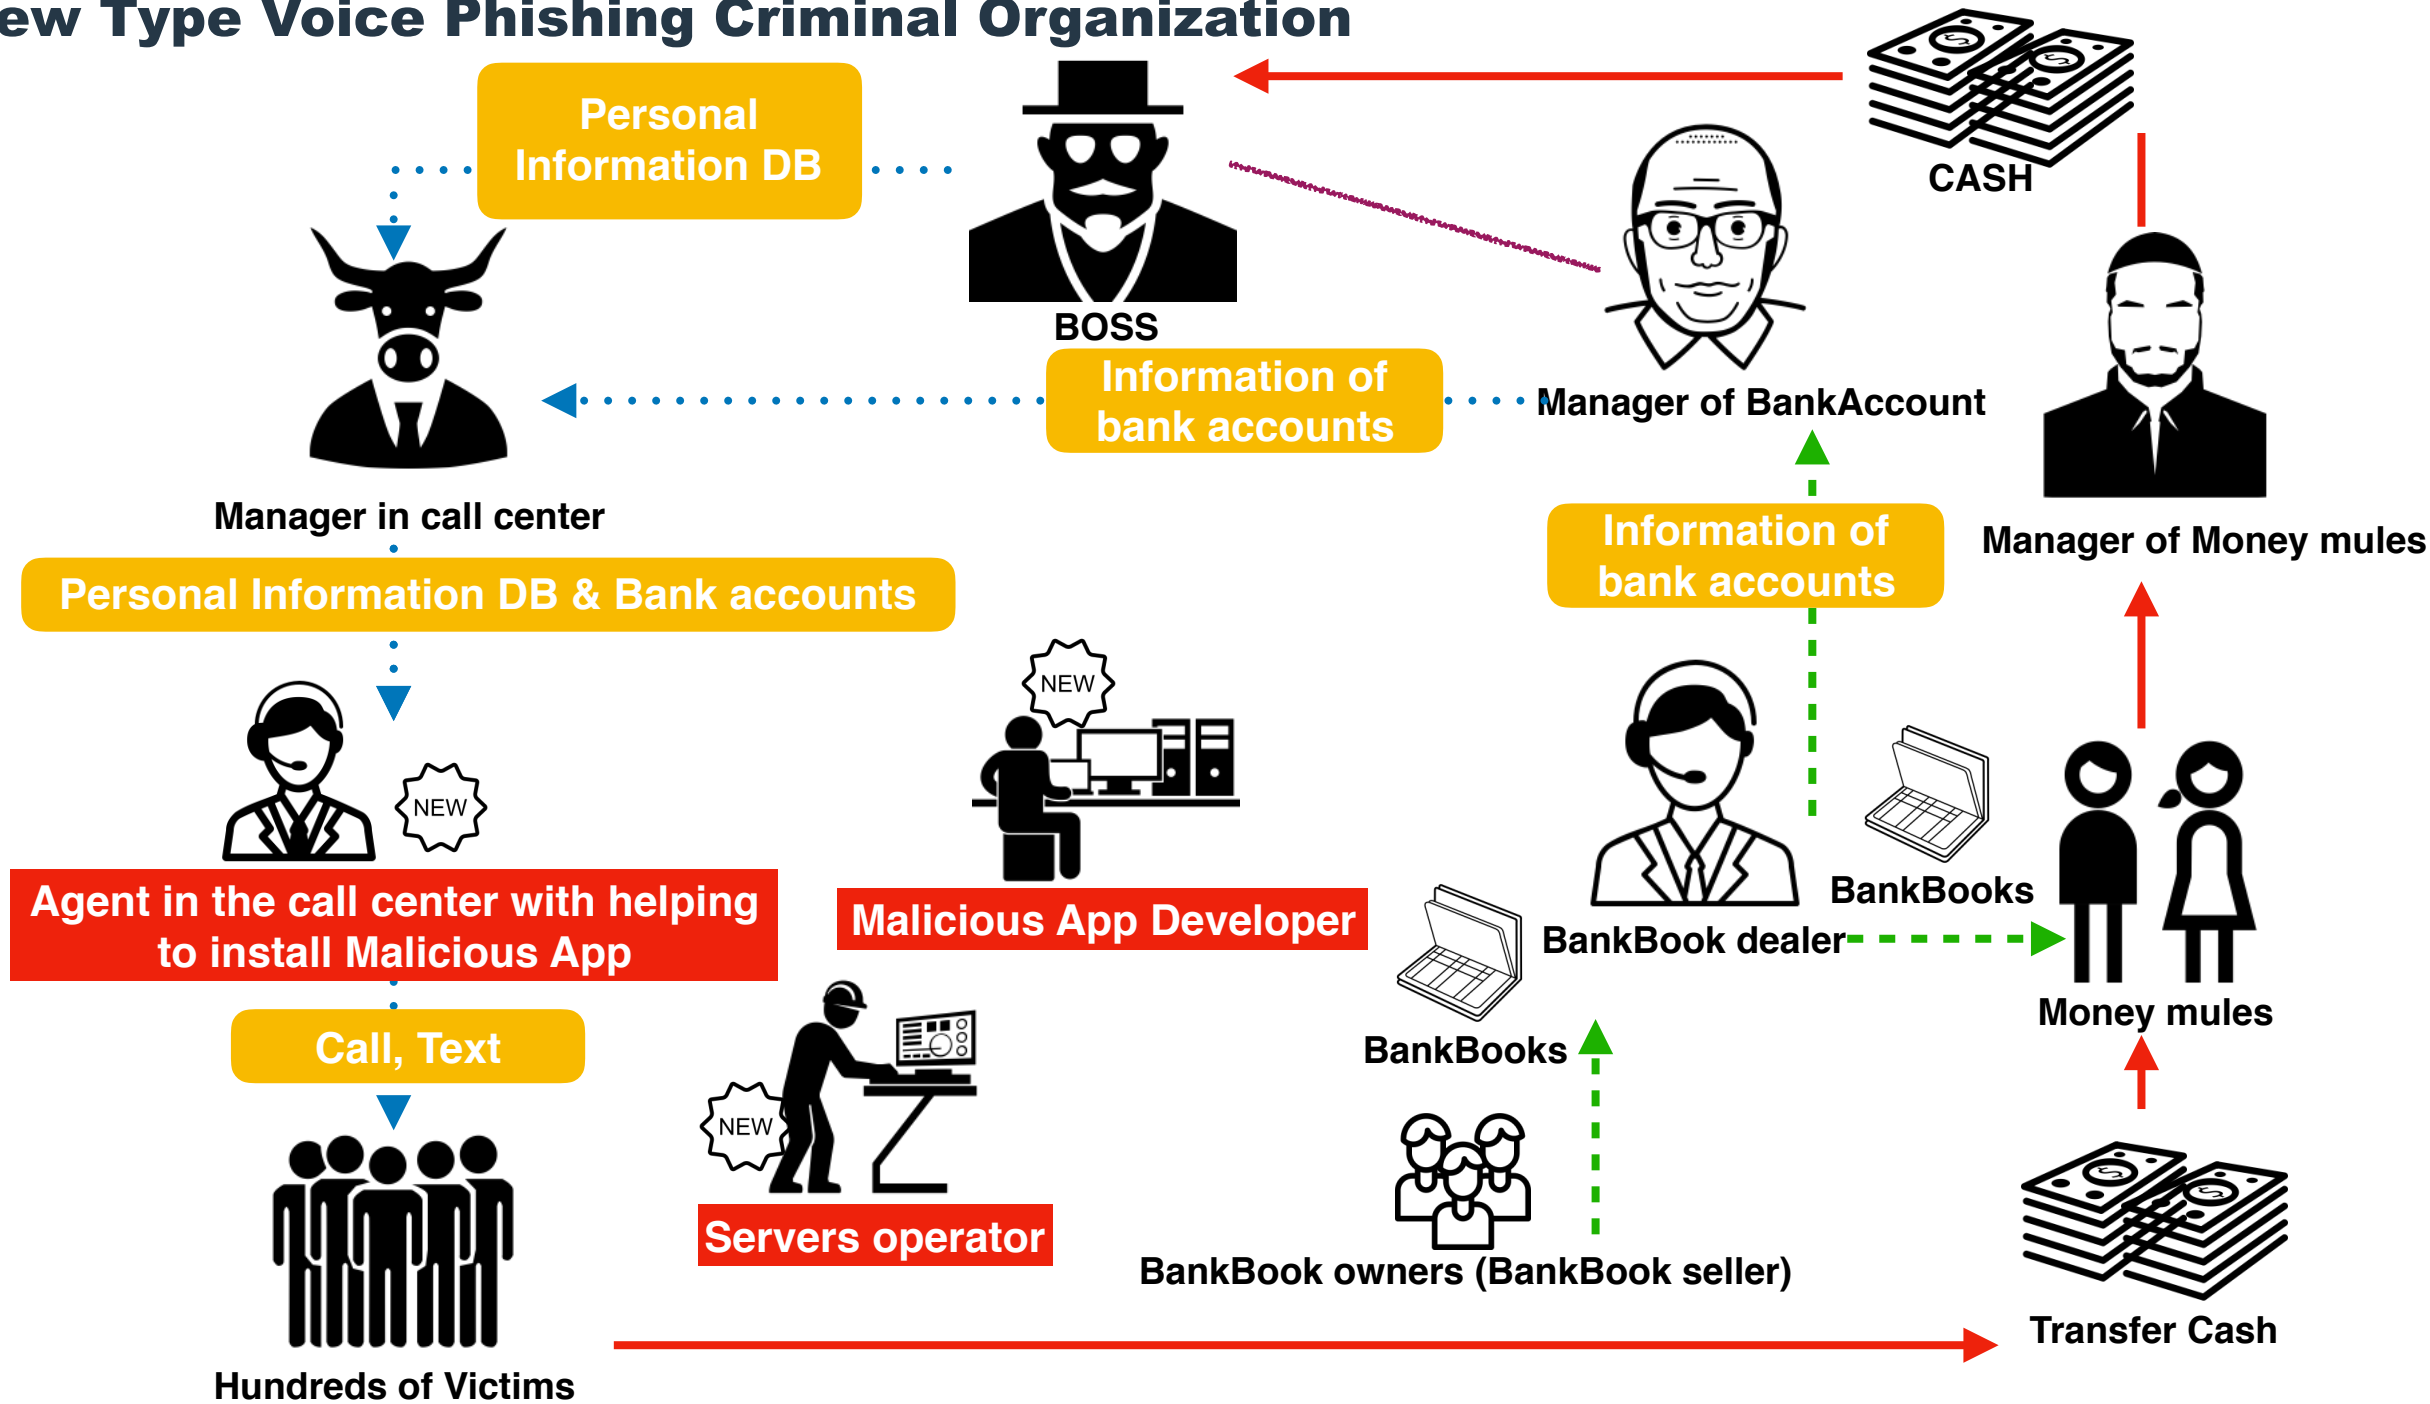 ew Type Voice Phishing Criminal Organization
Personal
Information DB
CASH
BOSS
Information of
bank accounts
Manager of BankAccount
Manager in call center
Information of
bank accounts
Manager of Money mules
Personal Information DB & Bank accounts
NEW
NEW
Agent in the call center with helping
to install Malicious App
Malicious App Developer
BankBooks
BankBook dealer
Money mules
Call, Text
BankBooks
NEW
Servers operator
BankBook owners (BankBook seller)
Transfer Cash
Hundreds of Victims